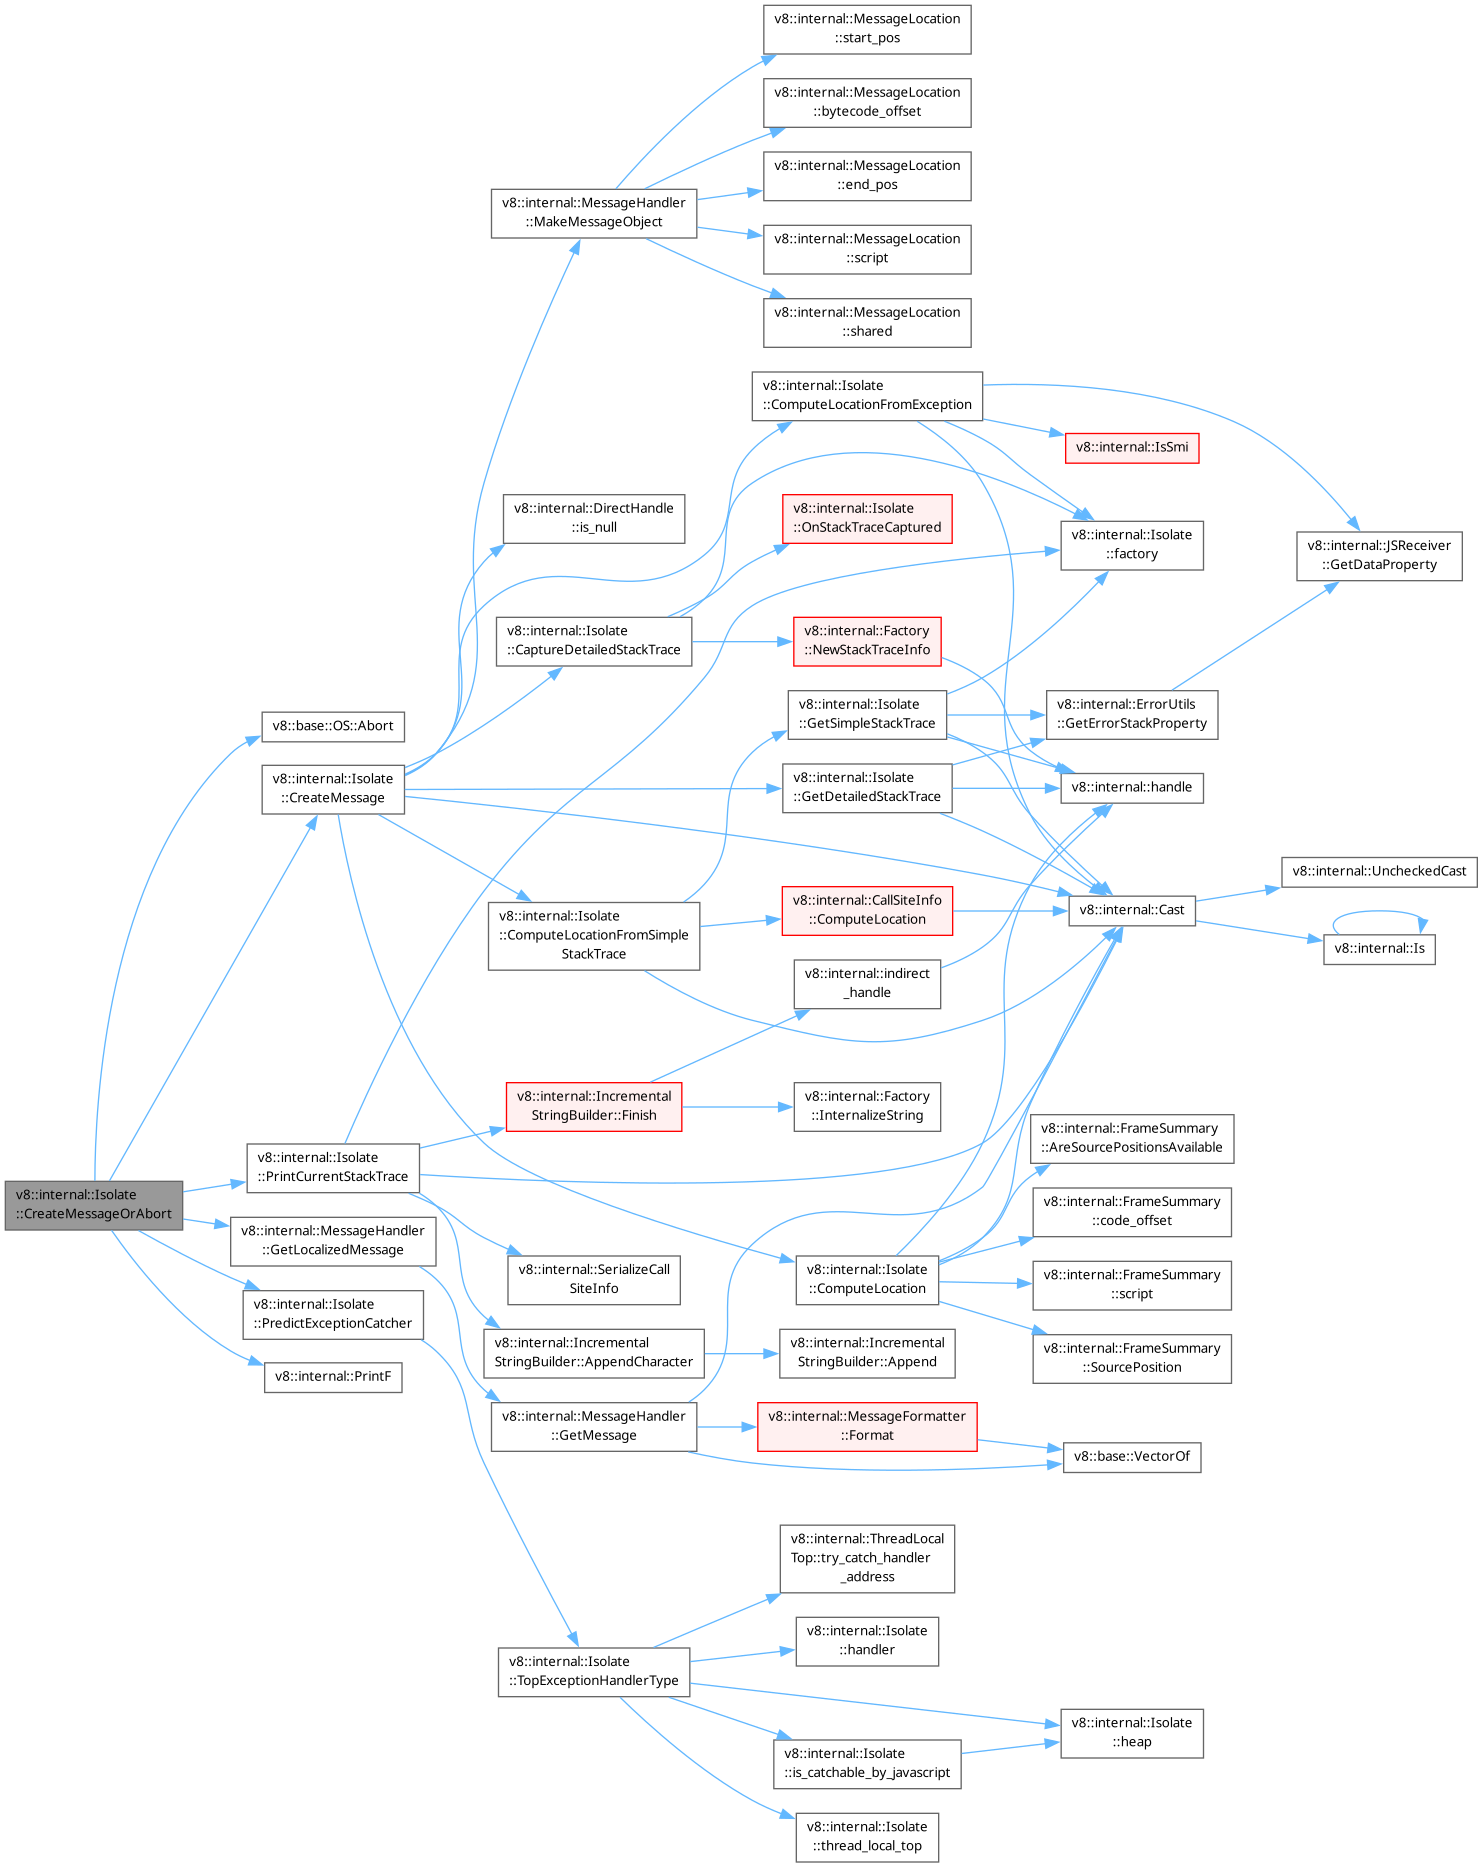 v8::internal::MessageLocation
::start_pos
v8::internal::MessageLocation
::bytecode_offset
v8::internal::MessageLocation
::end_pos
v8::internal::MessageHandler
::MakeMessageObject
v8::internal::MessageLocation
::script
v8::internal::MessageLocation
::shared
v8::internal::Isolate
::ComputeLocationFromException
v8::internal::IsSmi
v8::internal::DirectHandle
::is_null
v8::internal::Isolate
::OnStackTraceCaptured
v8::internal::Isolate
::factory
v8::internal::JSReceiver
::GetDataProperty
v8::internal::Isolate
::CaptureDetailedStackTrace
v8::internal::Factory
::NewStackTraceInfo
v8::internal::Isolate
::GetSimpleStackTrace
v8::internal::ErrorUtils
::GetErrorStackProperty
v8::base::OS::Abort
v8::internal::Isolate
::CreateMessage
v8::internal::Isolate
::GetDetailedStackTrace
v8::internal::handle
v8::internal::UncheckedCast
v8::internal::Isolate
::ComputeLocationFromSimple
StackTrace
v8::internal::CallSiteInfo
::ComputeLocation
v8::internal::Cast
v8::internal::Is
v8::internal::indirect
_handle
v8::internal::Incremental
StringBuilder::Finish
v8::internal::Factory
::InternalizeString
v8::internal::FrameSummary
::AreSourcePositionsAvailable
v8::internal::Isolate
::PrintCurrentStackTrace
v8::internal::Isolate
::CreateMessageOrAbort
v8::internal::FrameSummary
::code_offset
v8::internal::MessageHandler
::GetLocalizedMessage
v8::internal::SerializeCall
SiteInfo
v8::internal::Isolate
::ComputeLocation
v8::internal::FrameSummary
::script
v8::internal::Isolate
::PredictExceptionCatcher
v8::internal::Incremental
StringBuilder::AppendCharacter
v8::internal::Incremental
StringBuilder::Append
v8::internal::FrameSummary
::SourcePosition
v8::internal::PrintF
v8::internal::MessageHandler
::GetMessage
v8::internal::MessageFormatter
::Format
v8::base::VectorOf
v8::internal::ThreadLocal
Top::try_catch_handler
_address
v8::internal::Isolate
::handler
v8::internal::Isolate
::TopExceptionHandlerType
v8::internal::Isolate
::heap
v8::internal::Isolate
::is_catchable_by_javascript
v8::internal::Isolate
::thread_local_top